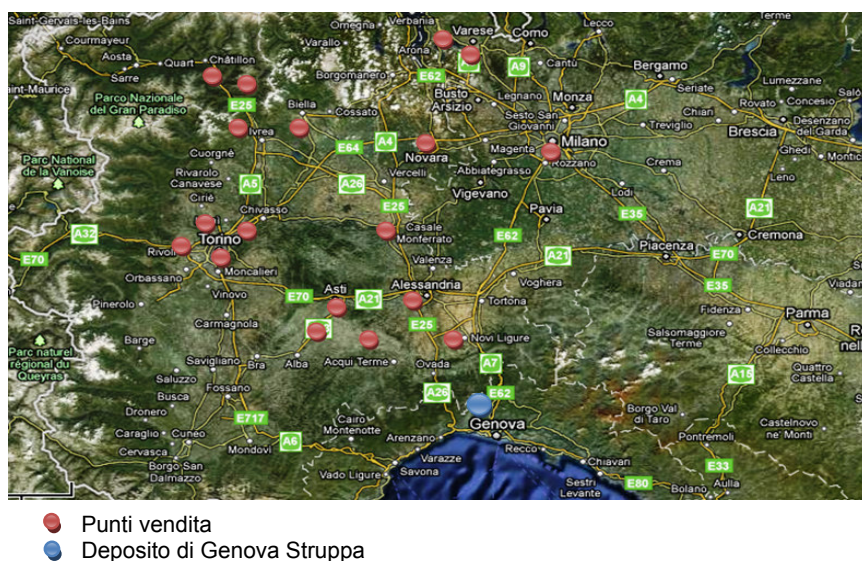 Saint-Gervais-les-Bains
Omegna
Verbania
Lecco
Terme
Courmayeur
Varallo
Arona
Varese
Como
Aosta
Quart
Châtillon
Sarre
Borgomanero
E62
A9
Cantù
Bergamo
Seriate
Lumezzane
Saint-Maurice
Parco Nazionale
del Gran Paradiso
E25
Biella
Cossato
Busto
Arsizio
Legnano
Monza
A4
Chiari
Rovato
Concesio
Salò
Sesto San
Giovanni
Treviglio
Brescia
Desenzano
del Garda
Ivrea
E64
A4
Novara
Magenta
Milano
Ghedi
Montic
Parc National
de la Vanoise
Cuorgnè
Rivarolo
Canavese
Vercelli
Abbiategrasso
Rozzano
Crema
Leno
Ciriè
A5
A26
Vigevano
Lodi
Chivasso
E25
Pavia
E35
A21
A32
Torino
Casale
Monferrato
E62
Cremona
E70
Rivoli
Valenza
A21
Piacenza
E70
Orbassano
Moncalieri
Voghera
E35
Vinovo
E70
Asti
A21
Alessandria
Tortona
Viadan
Pinerolo
Fidenza
Carmagnola
E25
Parma
Barge
Novi Ligure
Salsomaggiore
Terme
Parc naturel
régional du
Queyras
Savigliano
Bra
Alba
Acqui Terme
Ovada
A7
Collecchio
Saluzzo
A15
Quattro
Castella
Busca
Fossano
A26
E62
Dronero
E717
Cairo
Montenotte
Genova
Borgo Val
di Taro
Castelnovo
ne' Monti
Caraglio
Cuneo
A6
Arenzano
Pontremoli
Cervasca
Mondovì
Varazze
Recco
Chiavari
Borgo San
Dalmazzo
Vado Ligure
Savona
Sestri
Levante
E80
E33
Bolano
Aulla
Punti vendita
Deposito di Genova Struppa